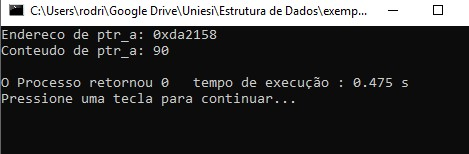 C:\Users\rodri\Google Drive\Uniesi\Estrutura de Dados\exemp...
Endereco de ptr_a: 0xda2158
Conteudo de ptr_a: 90
O Processo retornou 0   tempo de execução : 0.475 s
Pressione uma tecla para continuar...